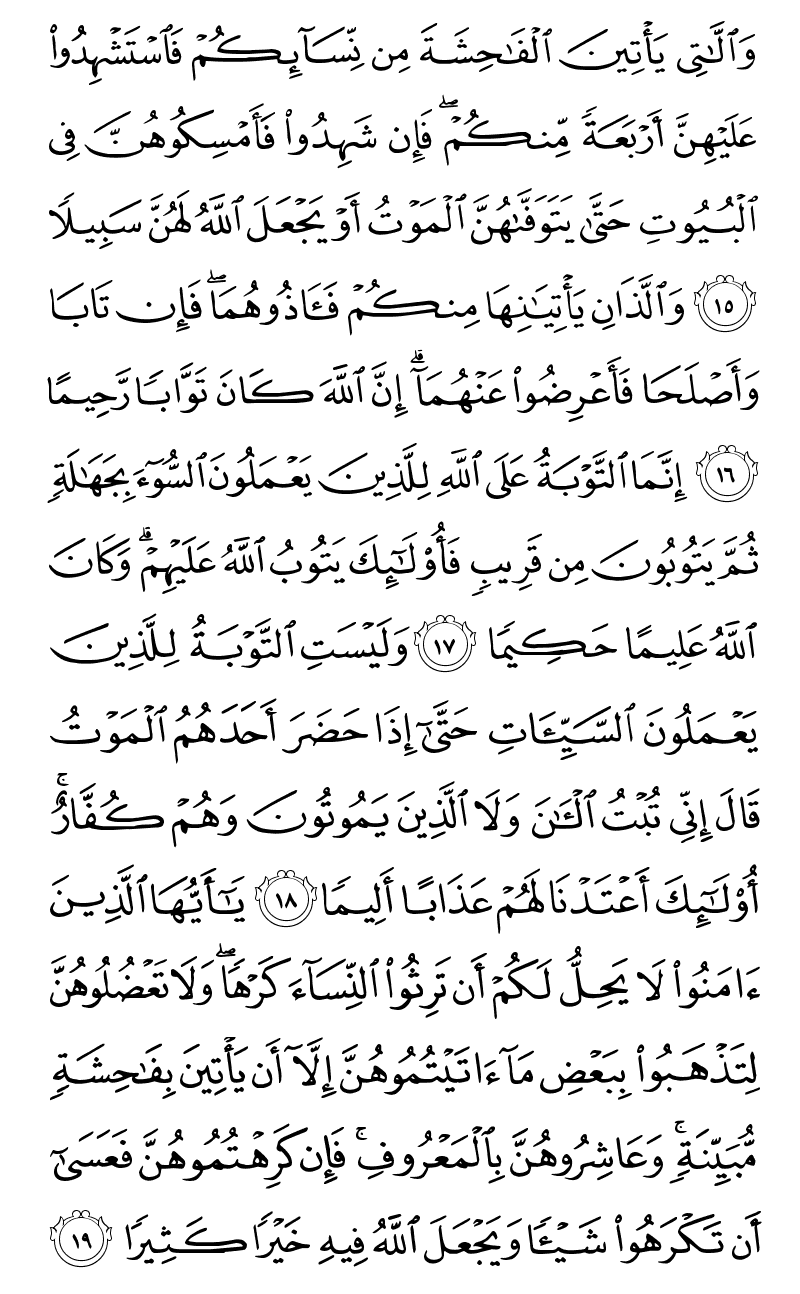 وَٱلَّٰتِى يَأۡتِينَ ٱلۡفَٰحِشَةَ مِن نِّسَآئِكُمۡ فَٱسۡتَشۡهِدُواْ
عَلَيۡهِنَّ أَرۡبَعَةٗ مِّنكُمۡۖ فَإِن شَهِدُواْ فَأَمۡسِكُوهُنَّ فِى
ٱلۡبُيُوتِ حَتَّىٰ يَتَوَفَّىٰهُنَّ ٱلۡمَوۡتُ أَوۡ يَجۡعَلَ ٱللَّهُ لَهُنَّ سَبِيلٗا
١٥ وَٱلَّذَانِ يَأۡتِيَٰنِهَا مِنكُمۡ فَـَٔاذُوهُمَاۖ فَإِن تَابَا
وَأَصۡلَحَا فَأَعۡرِضُواْ عَنۡهُمَآۗ إِنَّ ٱللَّهَ كَانَ تَوَّابٗا رَّحِيمًا
١٦ إِنَّمَا ٱلتَّوۡبَةُ عَلَى ٱللَّهِ لِلَّذِينَ يَعۡمَلُونَ ٱلسُّوٓءَ بِجَهَٰلَةٖ
ثُمَّ يَتُوبُونَ مِن قَرِيبٖ فَأُوْلَٰٓئِكَ يَتُوبُ ٱللَّهُ عَلَيۡهِمۡۗ وَكَانَ
ٱللَّهُ عَلِيمًا حَكِيمٗا ١٧ وَلَيۡسَتِ ٱلتَّوۡبَةُ لِلَّذِينَ
يَعۡمَلُونَ ٱلسَّيِّـَٔاتِ حَتَّىٰٓ إِذَا حَضَرَ أَحَدَهُمُ ٱلۡمَوۡتُ
قَالَ إِنِّى تُبۡتُ ٱلۡـَٰٔنَ وَلَا ٱلَّذِينَ يَمُوتُونَ وَهُمۡ كُفَّارٌۚ
أُوْلَٰٓئِكَ أَعۡتَدۡنَا لَهُمۡ عَذَابًا أَلِيمٗا ١٨ يَٰٓأَيُّهَا ٱلَّذِينَ
ءَامَنُواْ لَا يَحِلُّ لَكُمۡ أَن تَرِثُواْ ٱلنِّسَآءَ كَرۡهٗاۖ وَلَا تَعۡضُلُوهُنَّ
لِتَذۡهَبُواْ بِبَعۡضِ مَآ ءَاتَيۡتُمُوهُنَّ إِلَّآ أَن يَأۡتِينَ بِفَٰحِشَةٖ
مُّبَيِّنَةٖۚ وَعَاشِرُوهُنَّ بِٱلۡمَعۡرُوفِۚ فَإِن كَرِهۡتُمُوهُنَّ فَعَسَىٰٓ
أَن تَكۡرَهُواْ شَيۡـٔٗا وَيَجۡعَلَ ٱللَّهُ فِيهِ خَيۡرٗا كَثِيرٗا ١٩